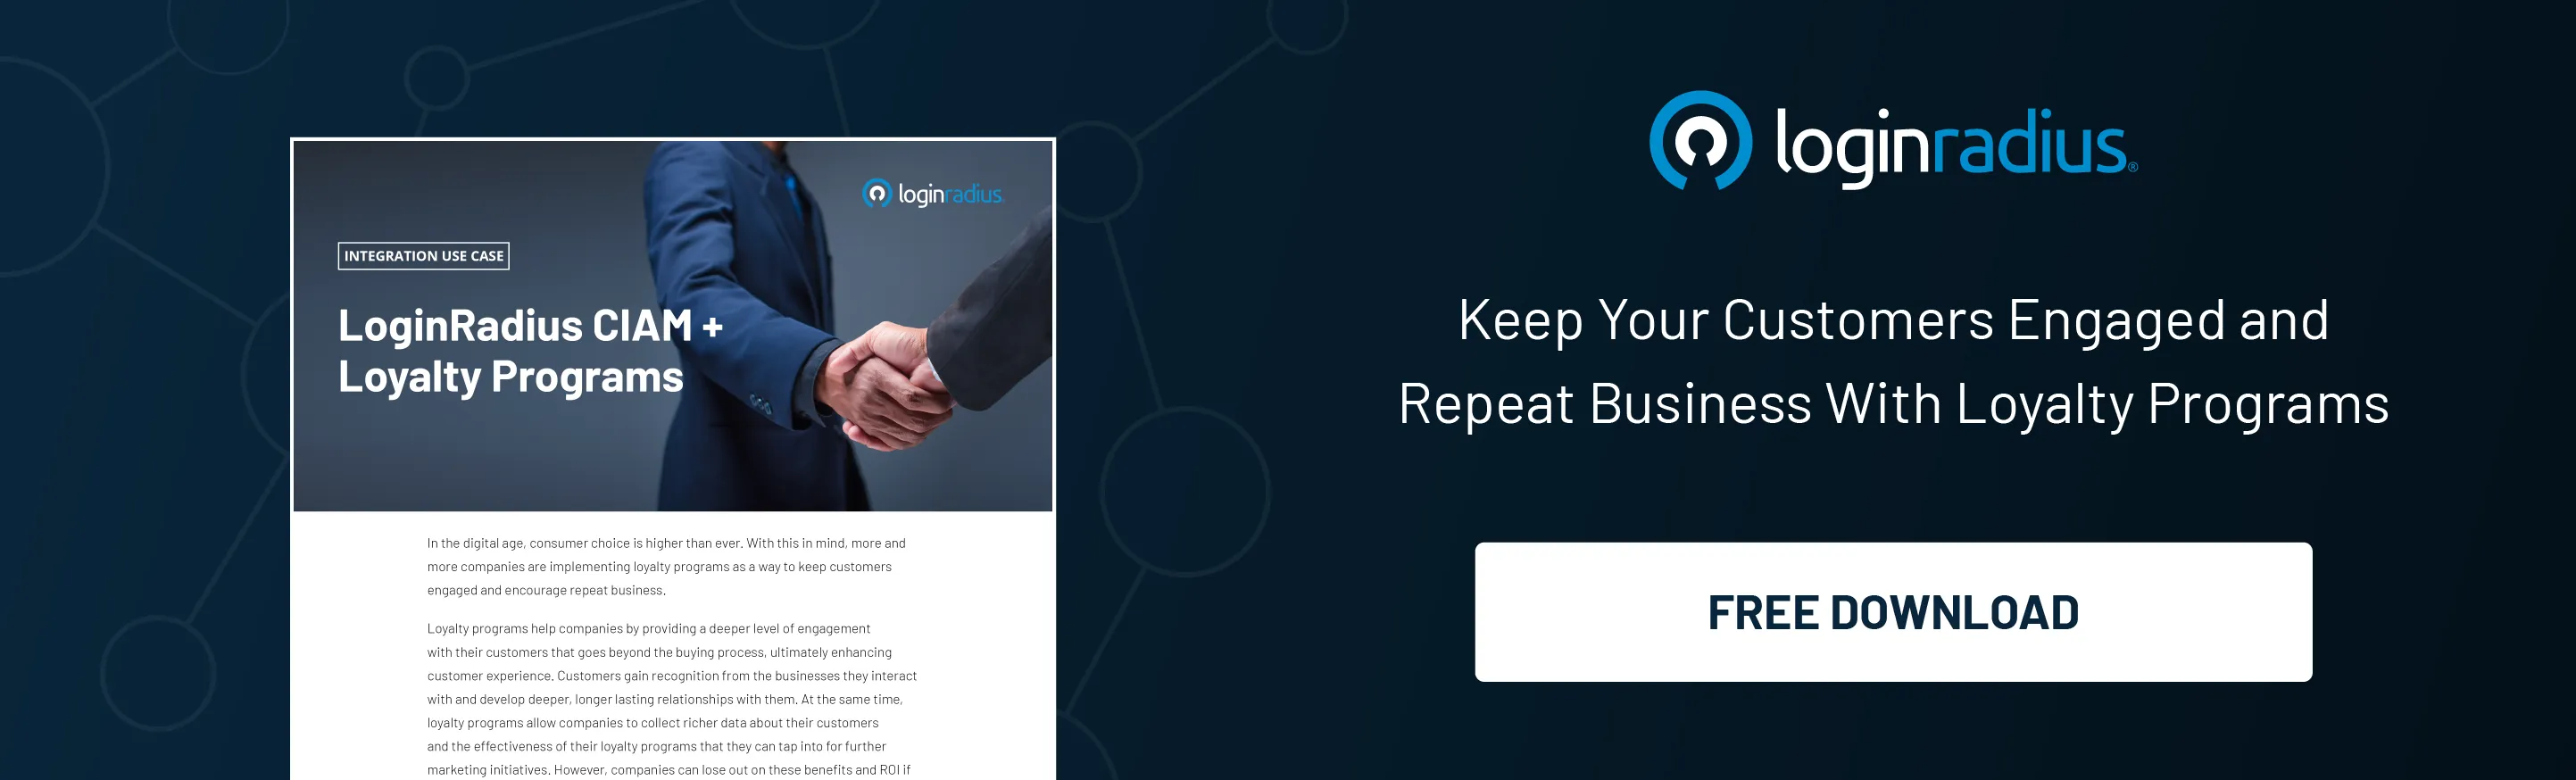 loginradius
INTEGRATION USE CASE
LoginRadius CIAM +
Loyalty Programs
In the digital age, consumer choice is higher than ever. With this in mind, more and
more companies are implementing loyalty programs as a way to keep customers
engaged and encourage repeat business.
Loyalty programs help companies by providing a deeper level of engagement
with their customers that goes beyond the buying process, ultimately enhancing
customer experience. Customers gain recognition from the businesses they interact
with and develop deeper, longer lasting relationships with them. At the same time,
loyalty programs allow companies to collect richer data about their customers
and the effectiveness of their loyalty programs that they can tap into for further
marketing initiatives. However, companies can lose out on these benefits and ROI if
loginradius®
Keep Your Customers Engaged and
Repeat Business With Loyalty Programs
FREE DOWNLOAD